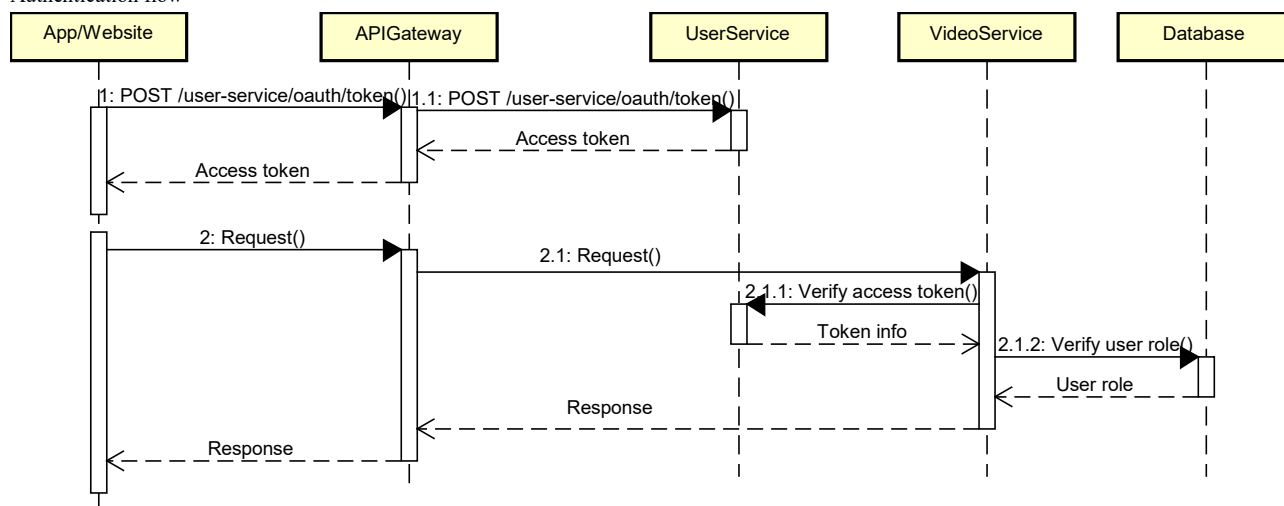 Authentication flow
App/Website APIGateway UserService VideoService Database
1: POST /user-service/oauth/token() 1.1: POST /user-service/oauth/token()
Access token
Access token
2: Request()
2.1: Request()
2.1.1: Verify access token()
Token info
2.1.2: Verify user role()
User role
Response
Response